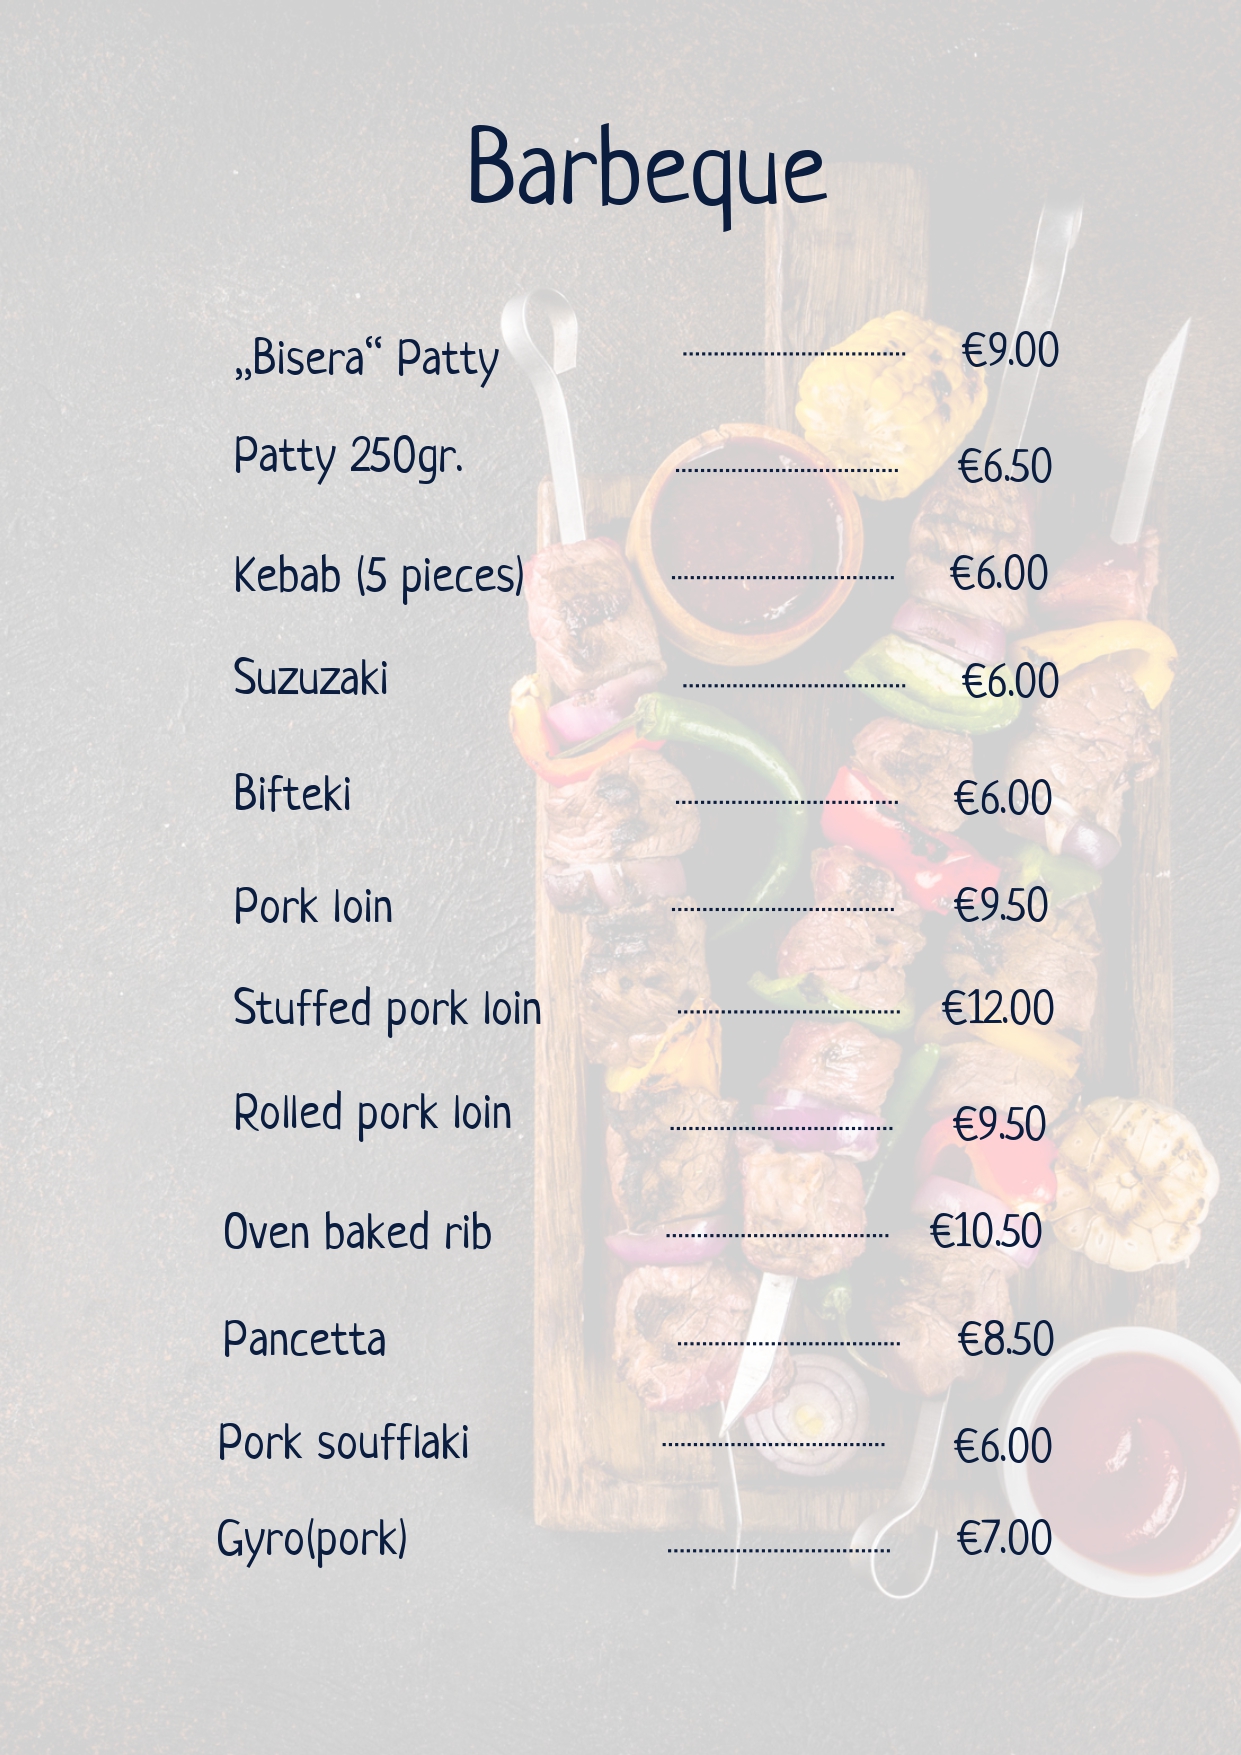 Barbeque
„Bisera“ Patty ........................................ €9.00
Patty 250gr. ........................................ €6.50
Kebab (5 pieces) ........................................ €6.00
Suzuzaki ........................................ €6.00
Bifteki ........................................ €6.00
Pork loin ........................................ €9.50
Stuffed pork loin ........................................ €12.00
Rolled pork loin ........................................ €9.50
Oven baked rib ........................................ €10.50
Pancetta ........................................ €8.50
Pork soufflaki ........................................ €6.00
Gyro(pork) ........................................ €7.00